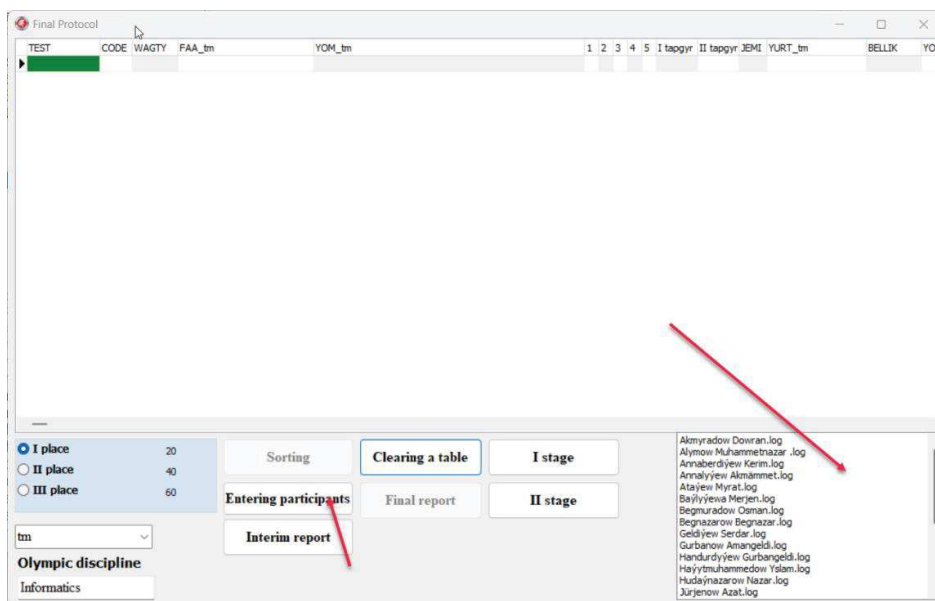 Final Protocol
TEST CODE WAGTY FAA_tm YOM_tm 1 2 3 4 5 I tapgyr II tapgyr JEMI YURT_tm BELLIK YO
I place 20
II place 40
III place 60
tm
Olympic discipline
Informatics
Sorting Clearing a table I stage
Entering participants Final report II stage
Interim report
Akmyradow Dowran.log
Alymow Muhammetnazar .log
Annaberdiýew Kerim.log
Annalyýew Akmämmet.log
Ataýew Myrat.log
Baýlyýewa Merjen.log
Begmuradow Osman.log
Begnazarow Begnazar.log
Geldiýew Serdar.log
Gurbanow Amangeldi.log
Handurdyýew Gurbangeldi.log
Haýytmuhammedow Yslam.log
Hudaýnazarow Nazar.log
Jürjenow Azat.log